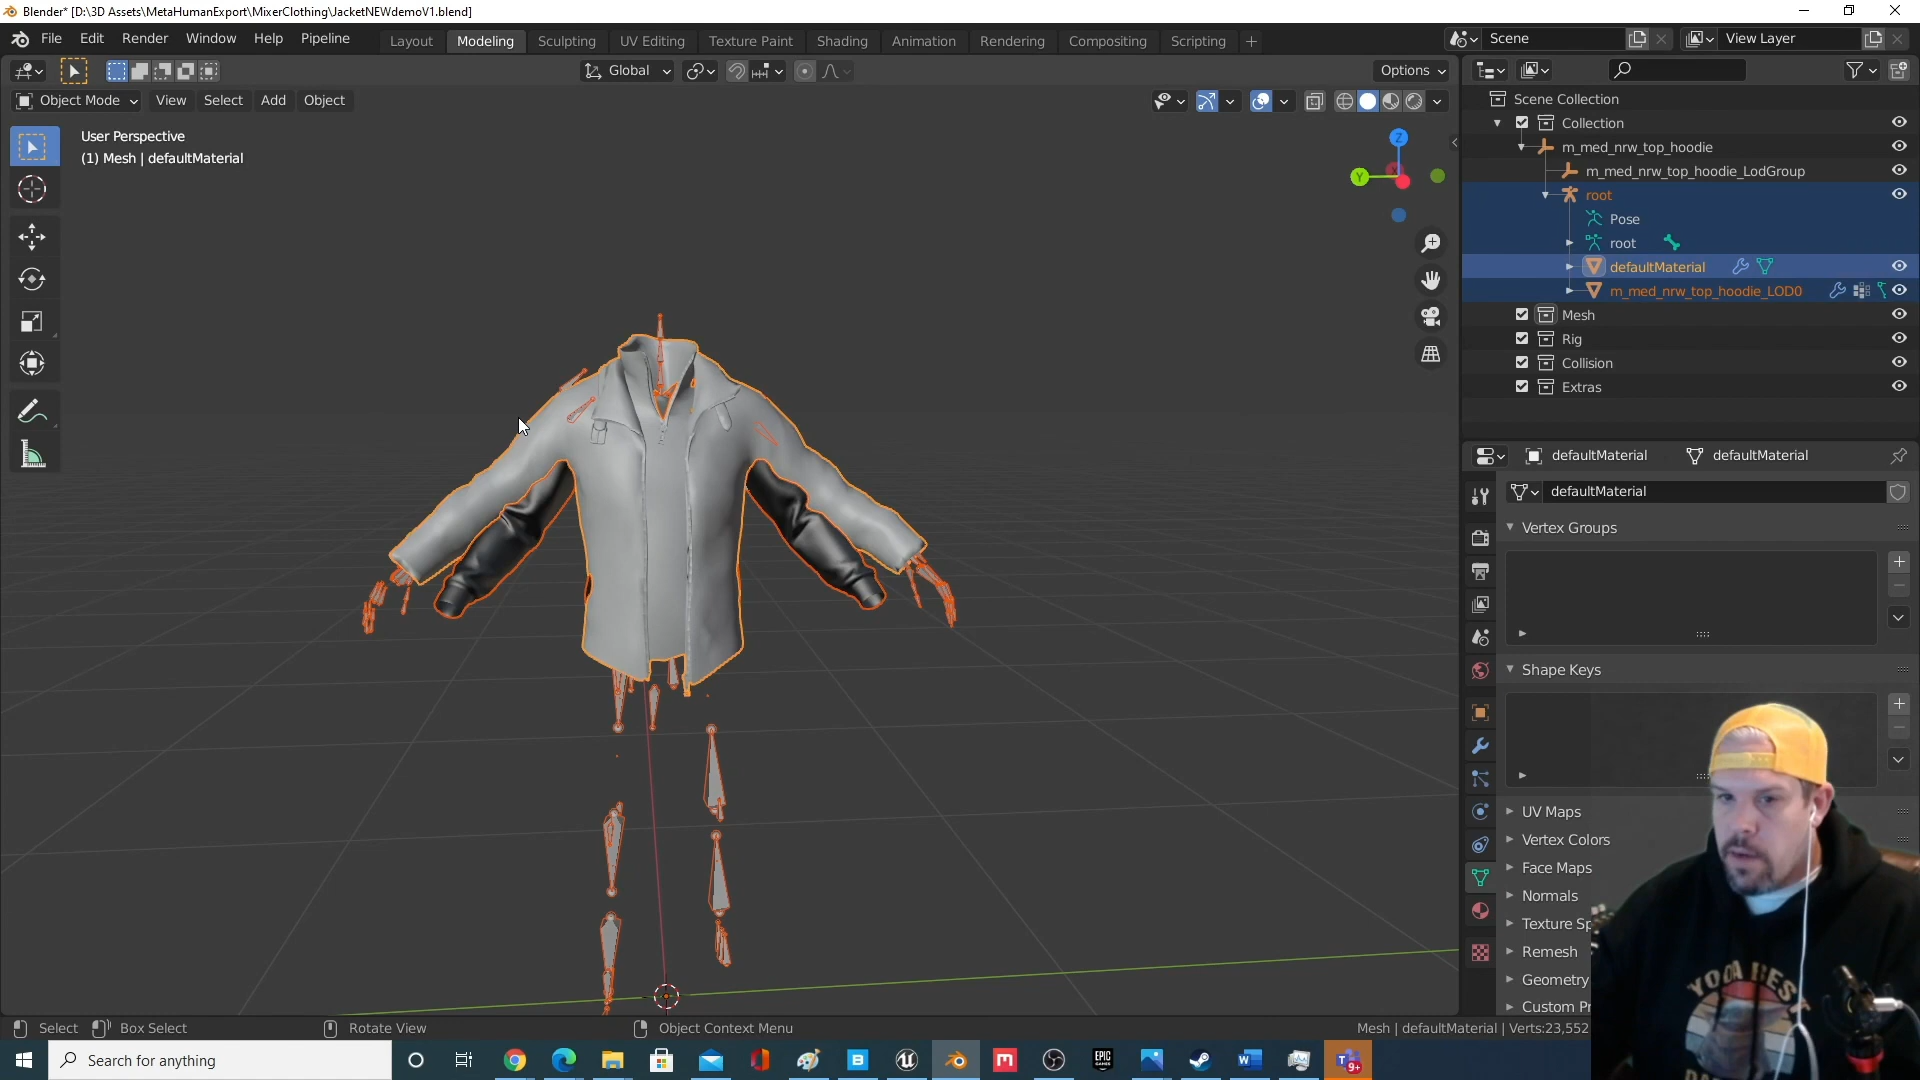 Blender* [D:\3D Assets\MetaHumanExport\MixerClothing\JacketNEWdemoV1.blend]
File Edit Render Window Help Pipeline
Layout Modeling Sculpting UV Editing Texture Paint Shading Animation Rendering Compositing Scripting +
Scene
View Layer
Global
Options
Object Mode View Select Add Object
User Perspective
(1) Mesh | defaultMaterial
Z
Y
Scene Collection
Collection
m_med_nrw_top_hoodie
m_med_nrw_top_hoodie_LodGroup
root
Pose
root
defaultMaterial
m_med_nrw_top_hoodie_LOD0
Mesh
Rig
Collision
Extras
defaultMaterial defaultMaterial
defaultMaterial
Vertex Groups
Shape Keys
UV Maps
Vertex Colors
Face Maps
Normals
Texture Sp
Remesh
Geometry
Custom Pr
Select Box Select Rotate View Object Context Menu
Mesh | defaultMaterial | Verts:23,552
Search for anything
9+